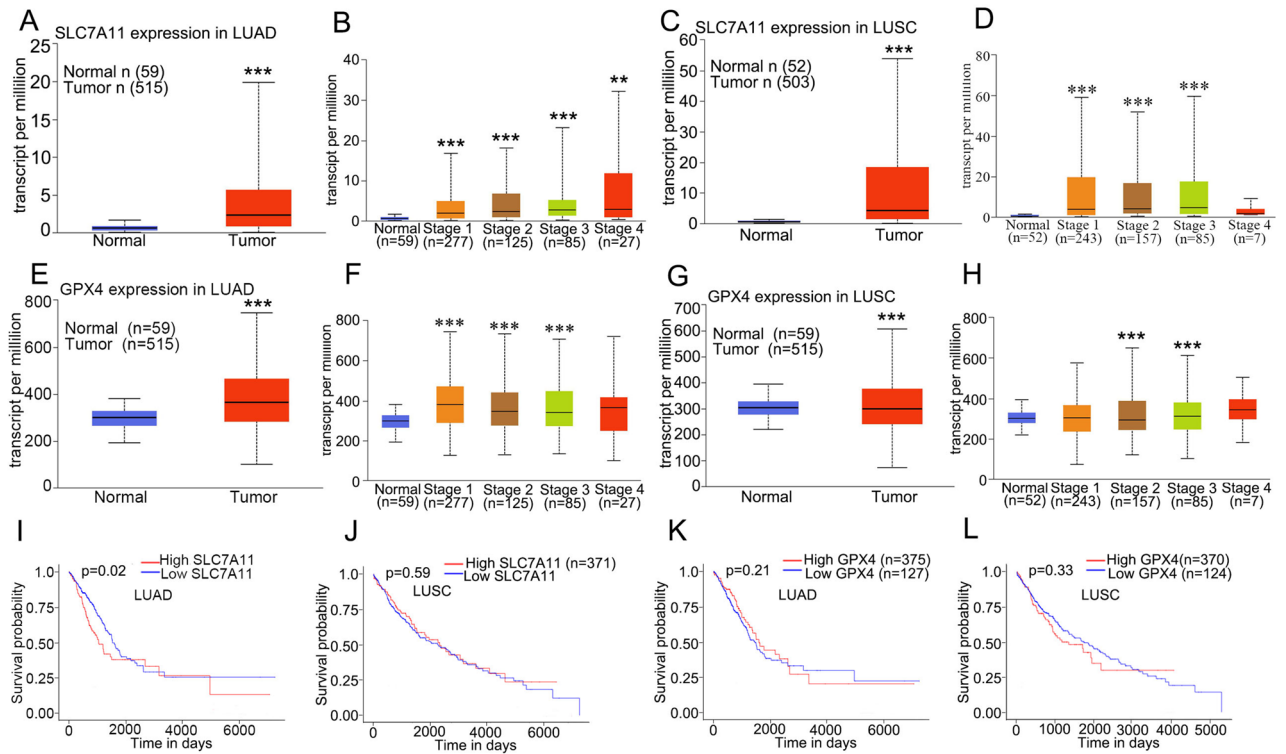 A
SLC7A11 expression in LUAD
transcript per millilion
25
20
15
10
5
0
Normal n (59)
Tumor n (515)
***
Normal
Tumor
B
transcript per milliliion
40
30
20
10
0
***
***
***
**
Normal Stage 1 Stage 2 Stage 3 Stage 4
(n=59) (n=277) (n=125) (n=85) (n=27)
C
SLC7A11 expression in LUSC
transcript per milliliion
60
50
40
30
20
10
0
Normal n (52)
Tumor n (503)
***
Normal
Tumor
D
transcript per milliliion
80
60
40
20
0
***
***
***
Normal Stage 1 Stage 2 Stage 3 Stage 4
(n=52) (n=243) (n=157) (n=85) (n=7)
E
GPX4 expression in LUAD
transcript per milliliion
800
600
400
200
0
Normal (n=59)
Tumor (n=515)
***
Normal
Tumor
F
transcript per milliliion
800
600
400
200
0
***
***
***
Normal Stage 1 Stage 2 Stage 3 Stage 4
(n=59) (n=277) (n=125) (n=85) (n=27)
G
GPX4 expression in LUSC
transcript per milliliion
700
600
500
400
300
200
100
0
Normal (n=59)
Tumor (n=515)
***
Normal
Tumor
H
transcript per milliliion
800
600
400
200
0
***
***
Normal Stage 1 Stage 2 Stage 3 Stage 4
(n=52) (n=243) (n=157) (n=85) (n=7)
I
High SLC7A11
Low SLC7A11
p=0.02
LUAD
Survival probability
1.0
0.75
0.50
0.25
0.00
0 2000 4000 6000
Time in days
J
High SLC7A11 (n=371)
Low SLC7A11
p=0.59
LUSC
Survival probability
1.0
0.75
0.50
0.25
0.00
0 2000 4000 6000
Time in days
K
High GPX4 (n=375)
Low GPX4 (n=127)
p=0.21
LUAD
Survival probability
1.0
0.75
0.50
0.25
0.00
0 2000 4000 6000
Time in days
L
High GPX4(n=370)
Low GPX4 (n=124)
p=0.33
LUSC
Survival probability
1.0
0.75
0.50
0.25
0.00
0 1000 2000 3000 4000 5000
Time in days